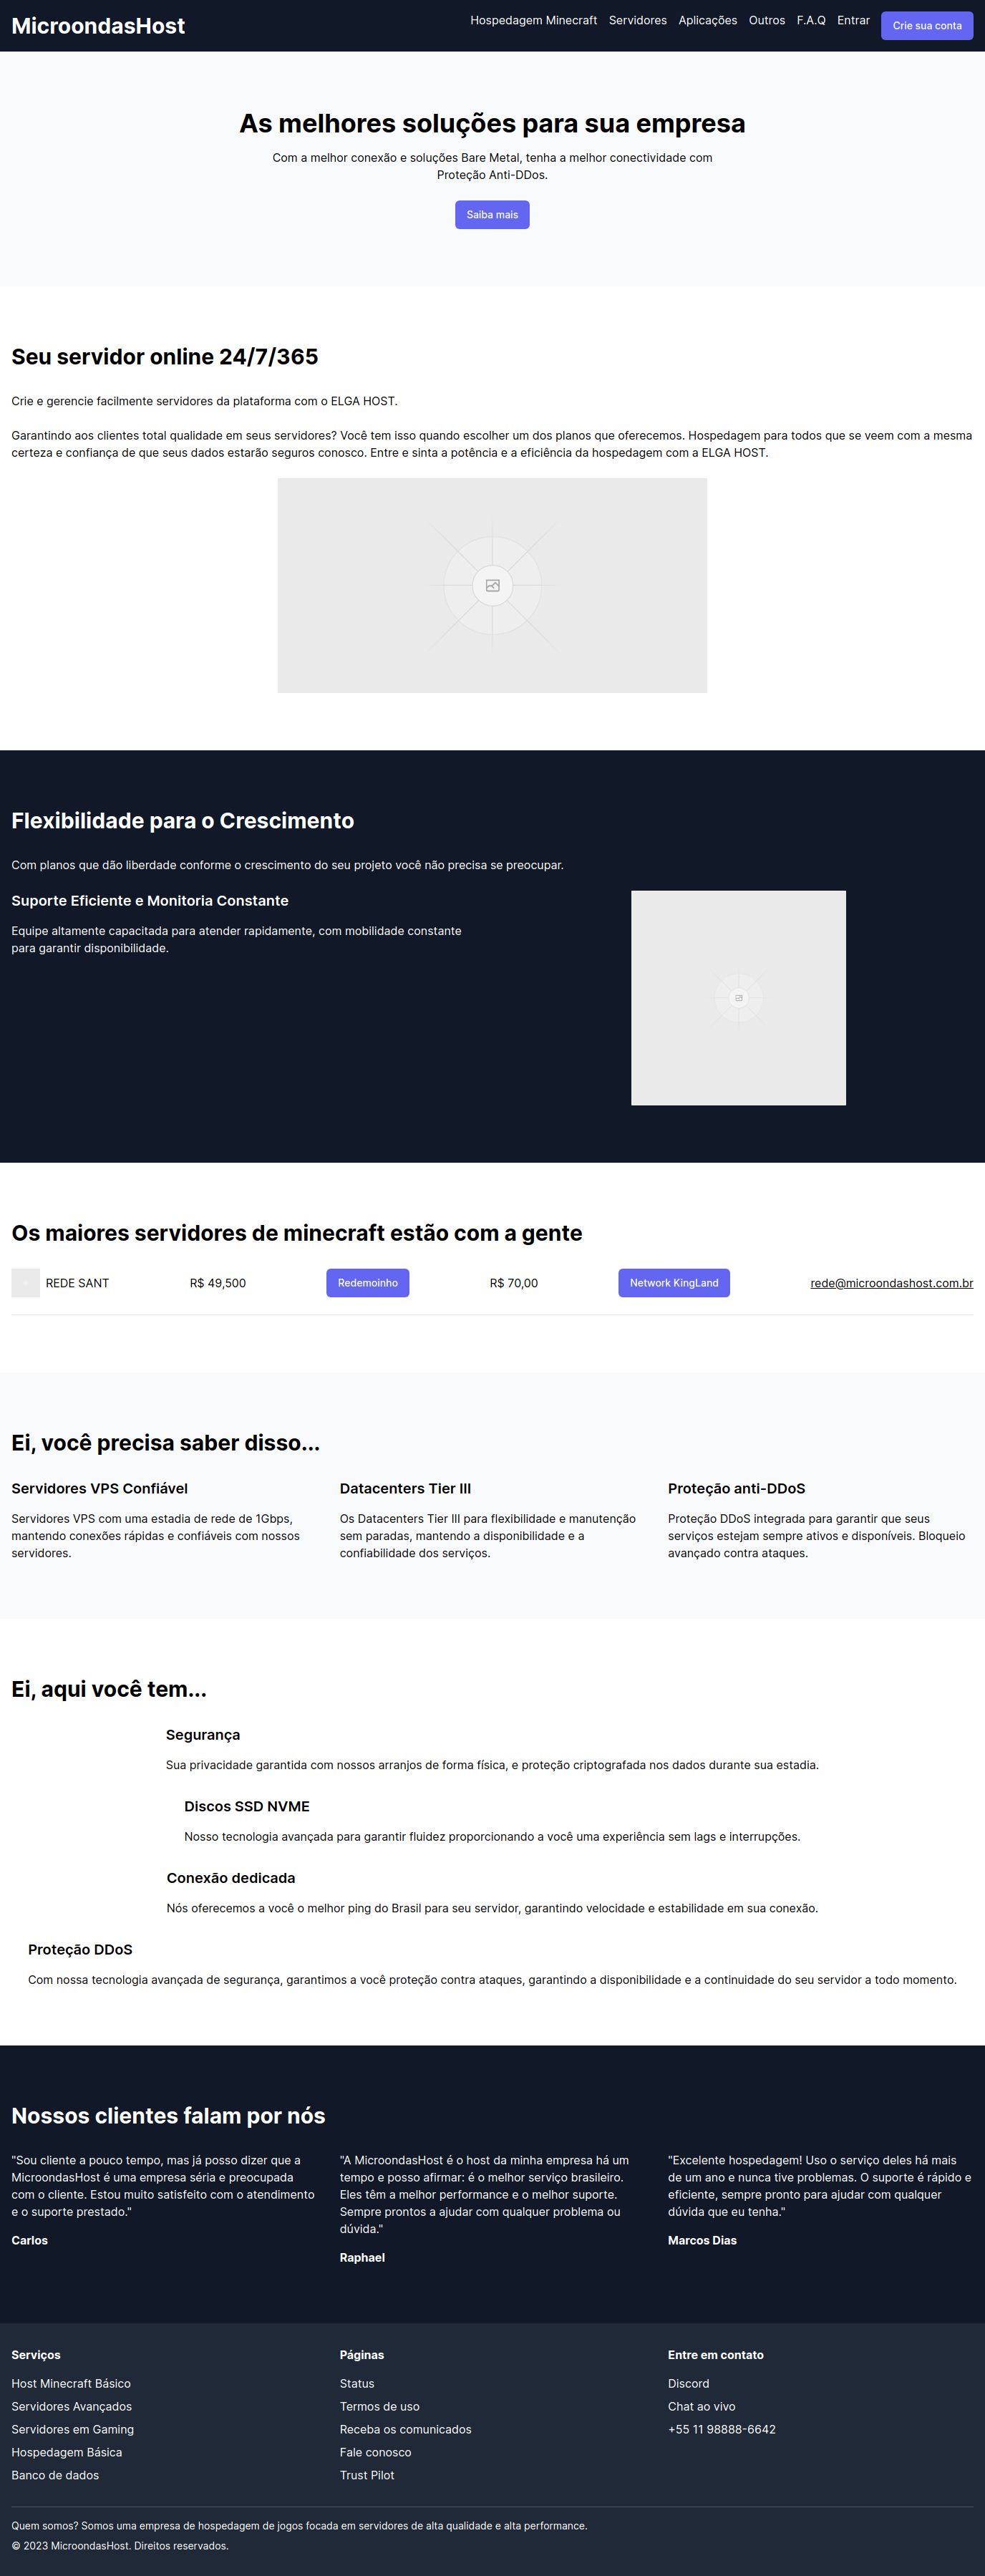 MicroondasHost
Hospedagem Minecraft Servidores Aplicações Outros F.A.Q Entrar Crie sua conta
As melhores soluções para sua empresa
Com a melhor conexão e soluções Bare Metal, tenha a melhor conectividade com
Proteção Anti-DDos.
Saiba mais
Seu servidor online 24/7/365
Crie e gerencie facilmente servidores da plataforma com o ELGA HOST.
Garantindo aos clientes total qualidade em seus servidores? Você tem isso quando escolher um dos planos que oferecemos. Hospedagem para todos que se veem com a mesma
certeza e confiança de que seus dados estarão seguros conosco. Entre e sinta a potência e a eficiência da hospedagem com a ELGA HOST.
Flexibilidade para o Crescimento
Com planos que dão liberdade conforme o crescimento do seu projeto você não precisa se preocupar.
Suporte Eficiente e Monitoria Constante
Equipe altamente capacitada para atender rapidamente, com mobilidade constante
para garantir disponibilidade.
Os maiores servidores de minecraft estão com a gente
REDE SANT R$ 49,500 Redemoinho R$ 70,00 Network KingLand rede@microondashost.com.br
Ei, você precisa saber disso...
Servidores VPS Confiável
Servidores VPS com uma estadia de rede de 1Gbps,
mantendo conexões rápidas e confiáveis com nossos
servidores.
Datacenters Tier III
Os Datacenters Tier III para flexibilidade e manutenção
sem paradas, mantendo a disponibilidade e a
confiabilidade dos serviços.
Proteção anti-DDoS
Proteção DDoS integrada para garantir que seus
serviços estejam sempre ativos e disponíveis. Bloqueio
avançado contra ataques.
Ei, aqui você tem...
Segurança
Sua privacidade garantida com nossos arranjos de forma física, e proteção criptografada nos dados durante sua estadia.
Discos SSD NVME
Nosso tecnologia avançada para garantir fluidez proporcionando a você uma experiência sem lags e interrupções.
Conexão dedicada
Nós oferecemos a você o melhor ping do Brasil para seu servidor, garantindo velocidade e estabilidade em sua conexão.
Proteção DDoS
Com nossa tecnologia avançada de segurança, garantimos a você proteção contra ataques, garantindo a disponibilidade e a continuidade do seu servidor a todo momento.
Nossos clientes falam por nós
"Sou cliente a pouco tempo, mas já posso dizer que a
MicroondasHost é uma empresa séria e preocupada
com o cliente. Estou muito satisfeito com o atendimento
e o suporte prestado."
Carlos
"A MicroondasHost é o host da minha empresa há um
tempo e posso afirmar: é o melhor serviço brasileiro.
Eles têm a melhor performance e o melhor suporte.
Sempre prontos a ajudar com qualquer problema ou
dúvida."
Raphael
"Excelente hospedagem! Uso o serviço deles há mais
de um ano e nunca tive problemas. O suporte é rápido e
eficiente, sempre pronto para ajudar com qualquer
dúvida que eu tenha."
Marcos Dias
Serviços
Host Minecraft Básico
Servidores Avançados
Servidores em Gaming
Hospedagem Básica
Banco de dados
Páginas
Status
Termos de uso
Receba os comunicados
Fale conosco
Trust Pilot
Entre em contato
Discord
Chat ao vivo
+55 11 98888-6642
Quem somos? Somos uma empresa de hospedagem de jogos focada em servidores de alta qualidade e alta performance.
© 2023 MicroondasHost. Direitos reservados.